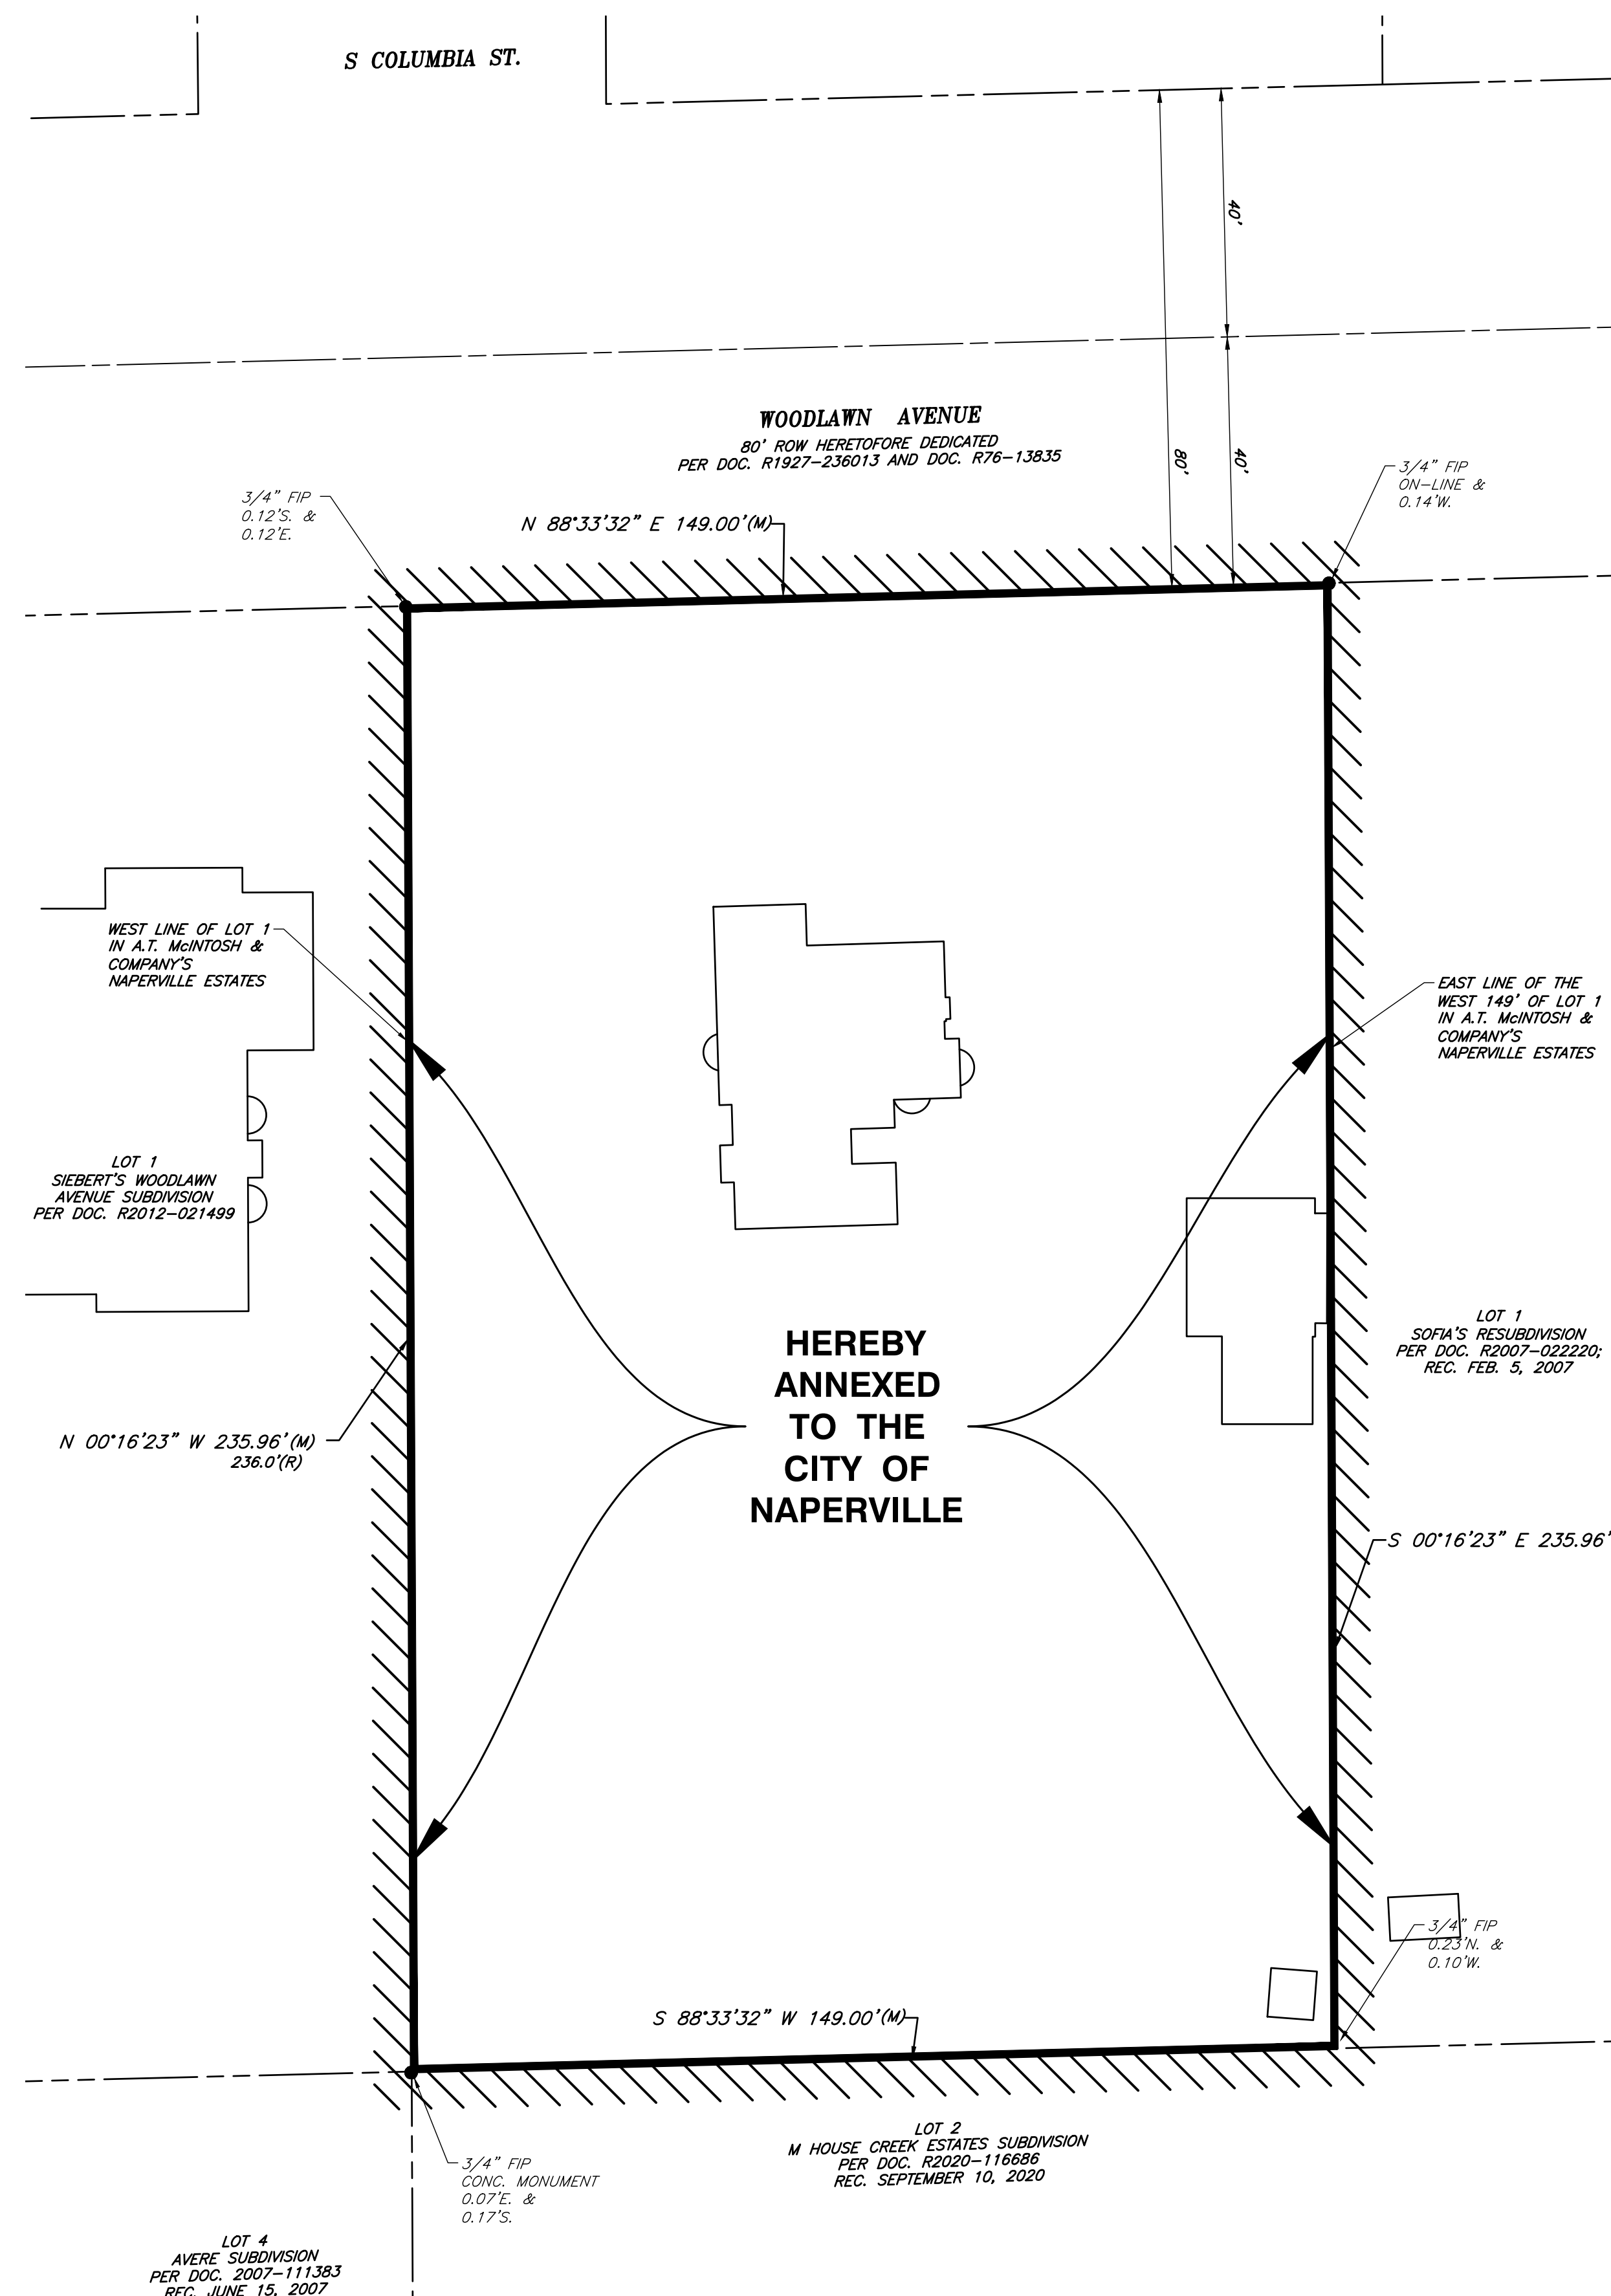 S COLUMBIA ST.
40'
WOODLAWN AVENUE
80' ROW HERETOFORE DEDICATED
PER DOC. R1927-236013 AND DOC. R76-13835
80'
40'
3/4" FIP
ON-LINE &
0.14'W.
3/4" FIP
0.12'S. &
0.12'E.
N 88°33'32" E 149.00'(M)
WEST LINE OF LOT 1
IN A.T. McINTOSH &
COMPANY'S
NAPERVILLE ESTATES
EAST LINE OF THE
WEST 149' OF LOT 1
IN A.T. McINTOSH &
COMPANY'S
NAPERVILLE ESTATES
LOT 1
SIEBERT'S WOODLAWN
AVENUE SUBDIVISION
PER DOC. R2012-021499
LOT 1
SOFIA'S RESUBDIVISION
PER DOC. R2007-022220;
REC. FEB. 5, 2007
HEREBY
ANNEXED
TO THE
CITY OF
NAPERVILLE
N 00°16'23" W 235.96'(M)
236.0'(R)
S 00°16'23" E 235.96'
3/4" FIP
0.23'N. &
0.10'W.
S 88°33'32" W 149.00'(M)
LOT 2
M HOUSE CREEK ESTATES SUBDIVISION
PER DOC. R2020-116686
REC. SEPTEMBER 10, 2020
3/4" FIP
CONC. MONUMENT
0.07'E. &
0.17'S.
LOT 4
AVERE SUBDIVISION
PER DOC. 2007-111383
REC. JUNE 15, 2007